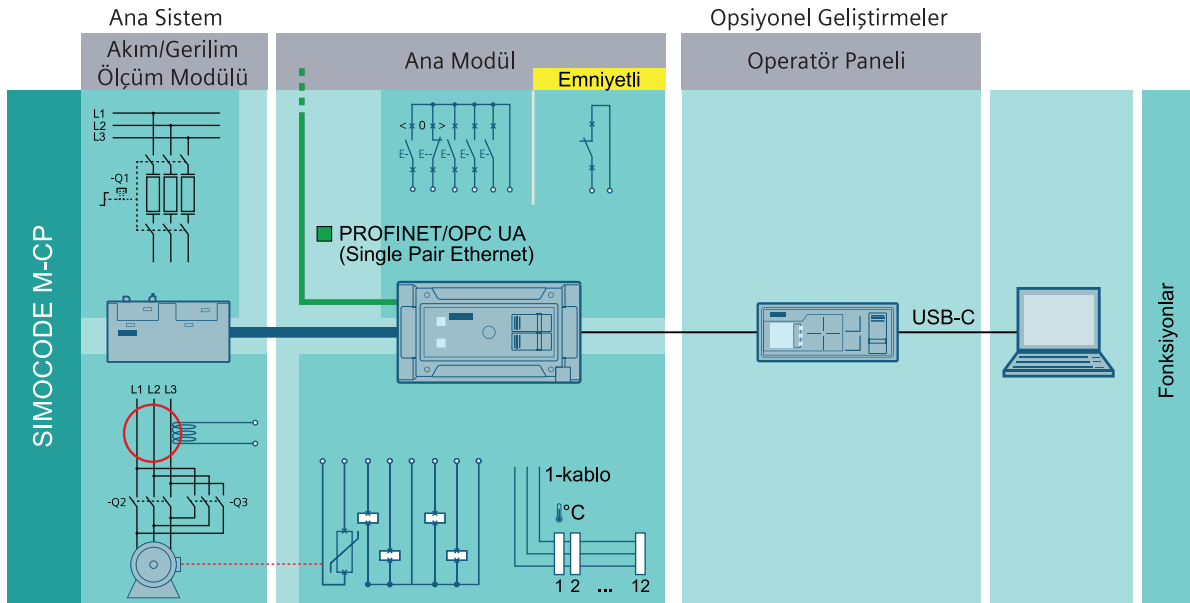 Ana Sistem
Opsiyonel Geliştirmeler
Akım/Gerilim
Ölçüm Modülü
Ana Modül
Operatör Paneli
Emniyetli
SIMOCODE M-CP
L1
L2
L3
-Q1
< 0 >
E- E-- E- E- E-
PROFINET/OPC UA
(Single Pair Ethernet)
USB-C
Fonksiyonlar
L1 L2 L3
-Q2
-Q3
1-kablo
°C
1 2 ... 12